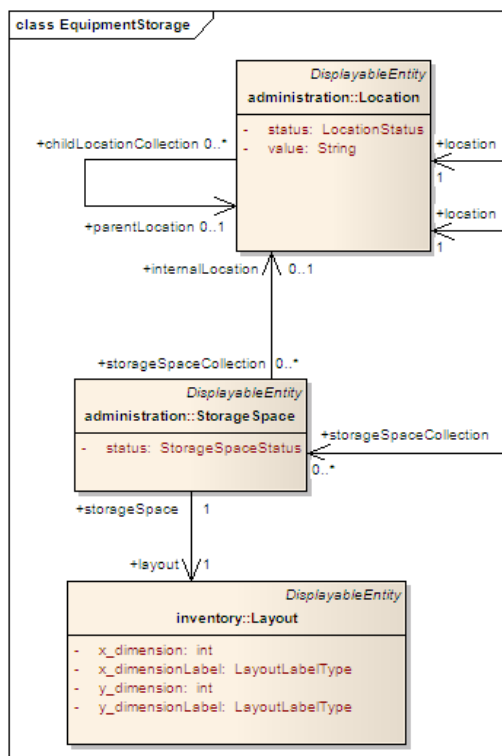 class EquipmentStorage
DisplayableEntity
administration::Location
- status: LocationStatus
- value: String
+childLocationCollection 0..*
+parentLocation 0..1
+location
1
+location
1
+internalLocation 0..1
+storageSpaceCollection 0..*
DisplayableEntity
administration::StorageSpace
- status: StorageSpaceStatus
+storageSpaceCollection
0..*
+storageSpace 1
+layout 1
DisplayableEntity
inventory::Layout
- x_dimension: int
- x_dimensionLabel: LayoutLabelType
- y_dimension: int
- y_dimensionLabel: LayoutLabelType